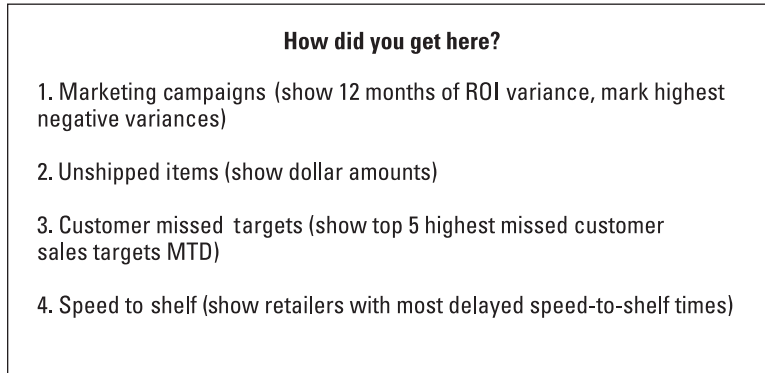 How did you get here?
1. Marketing campaigns (show 12 months of ROI variance, mark highest
negative variances)
2. Unshipped items (show dollar amounts)
3. Customer missed targets (show top 5 highest missed customer
sales targets MTD)
4. Speed to shelf (show retailers with most delayed speed-to-shelf times)